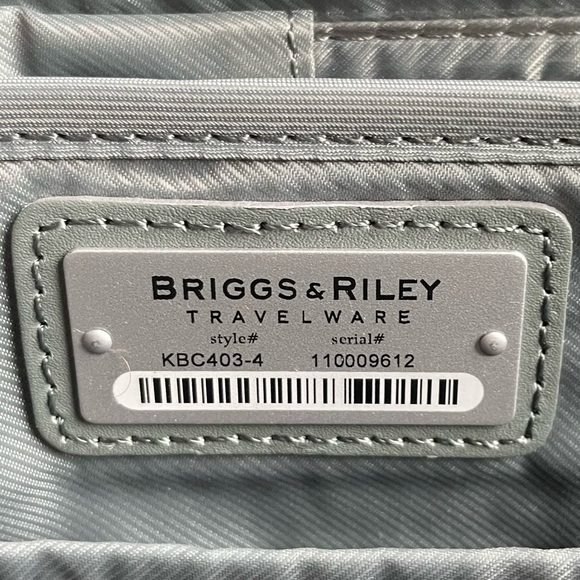 BRIGGS & RILEY
TRAVELWARE
style# serial#
KBC403-4 110009612